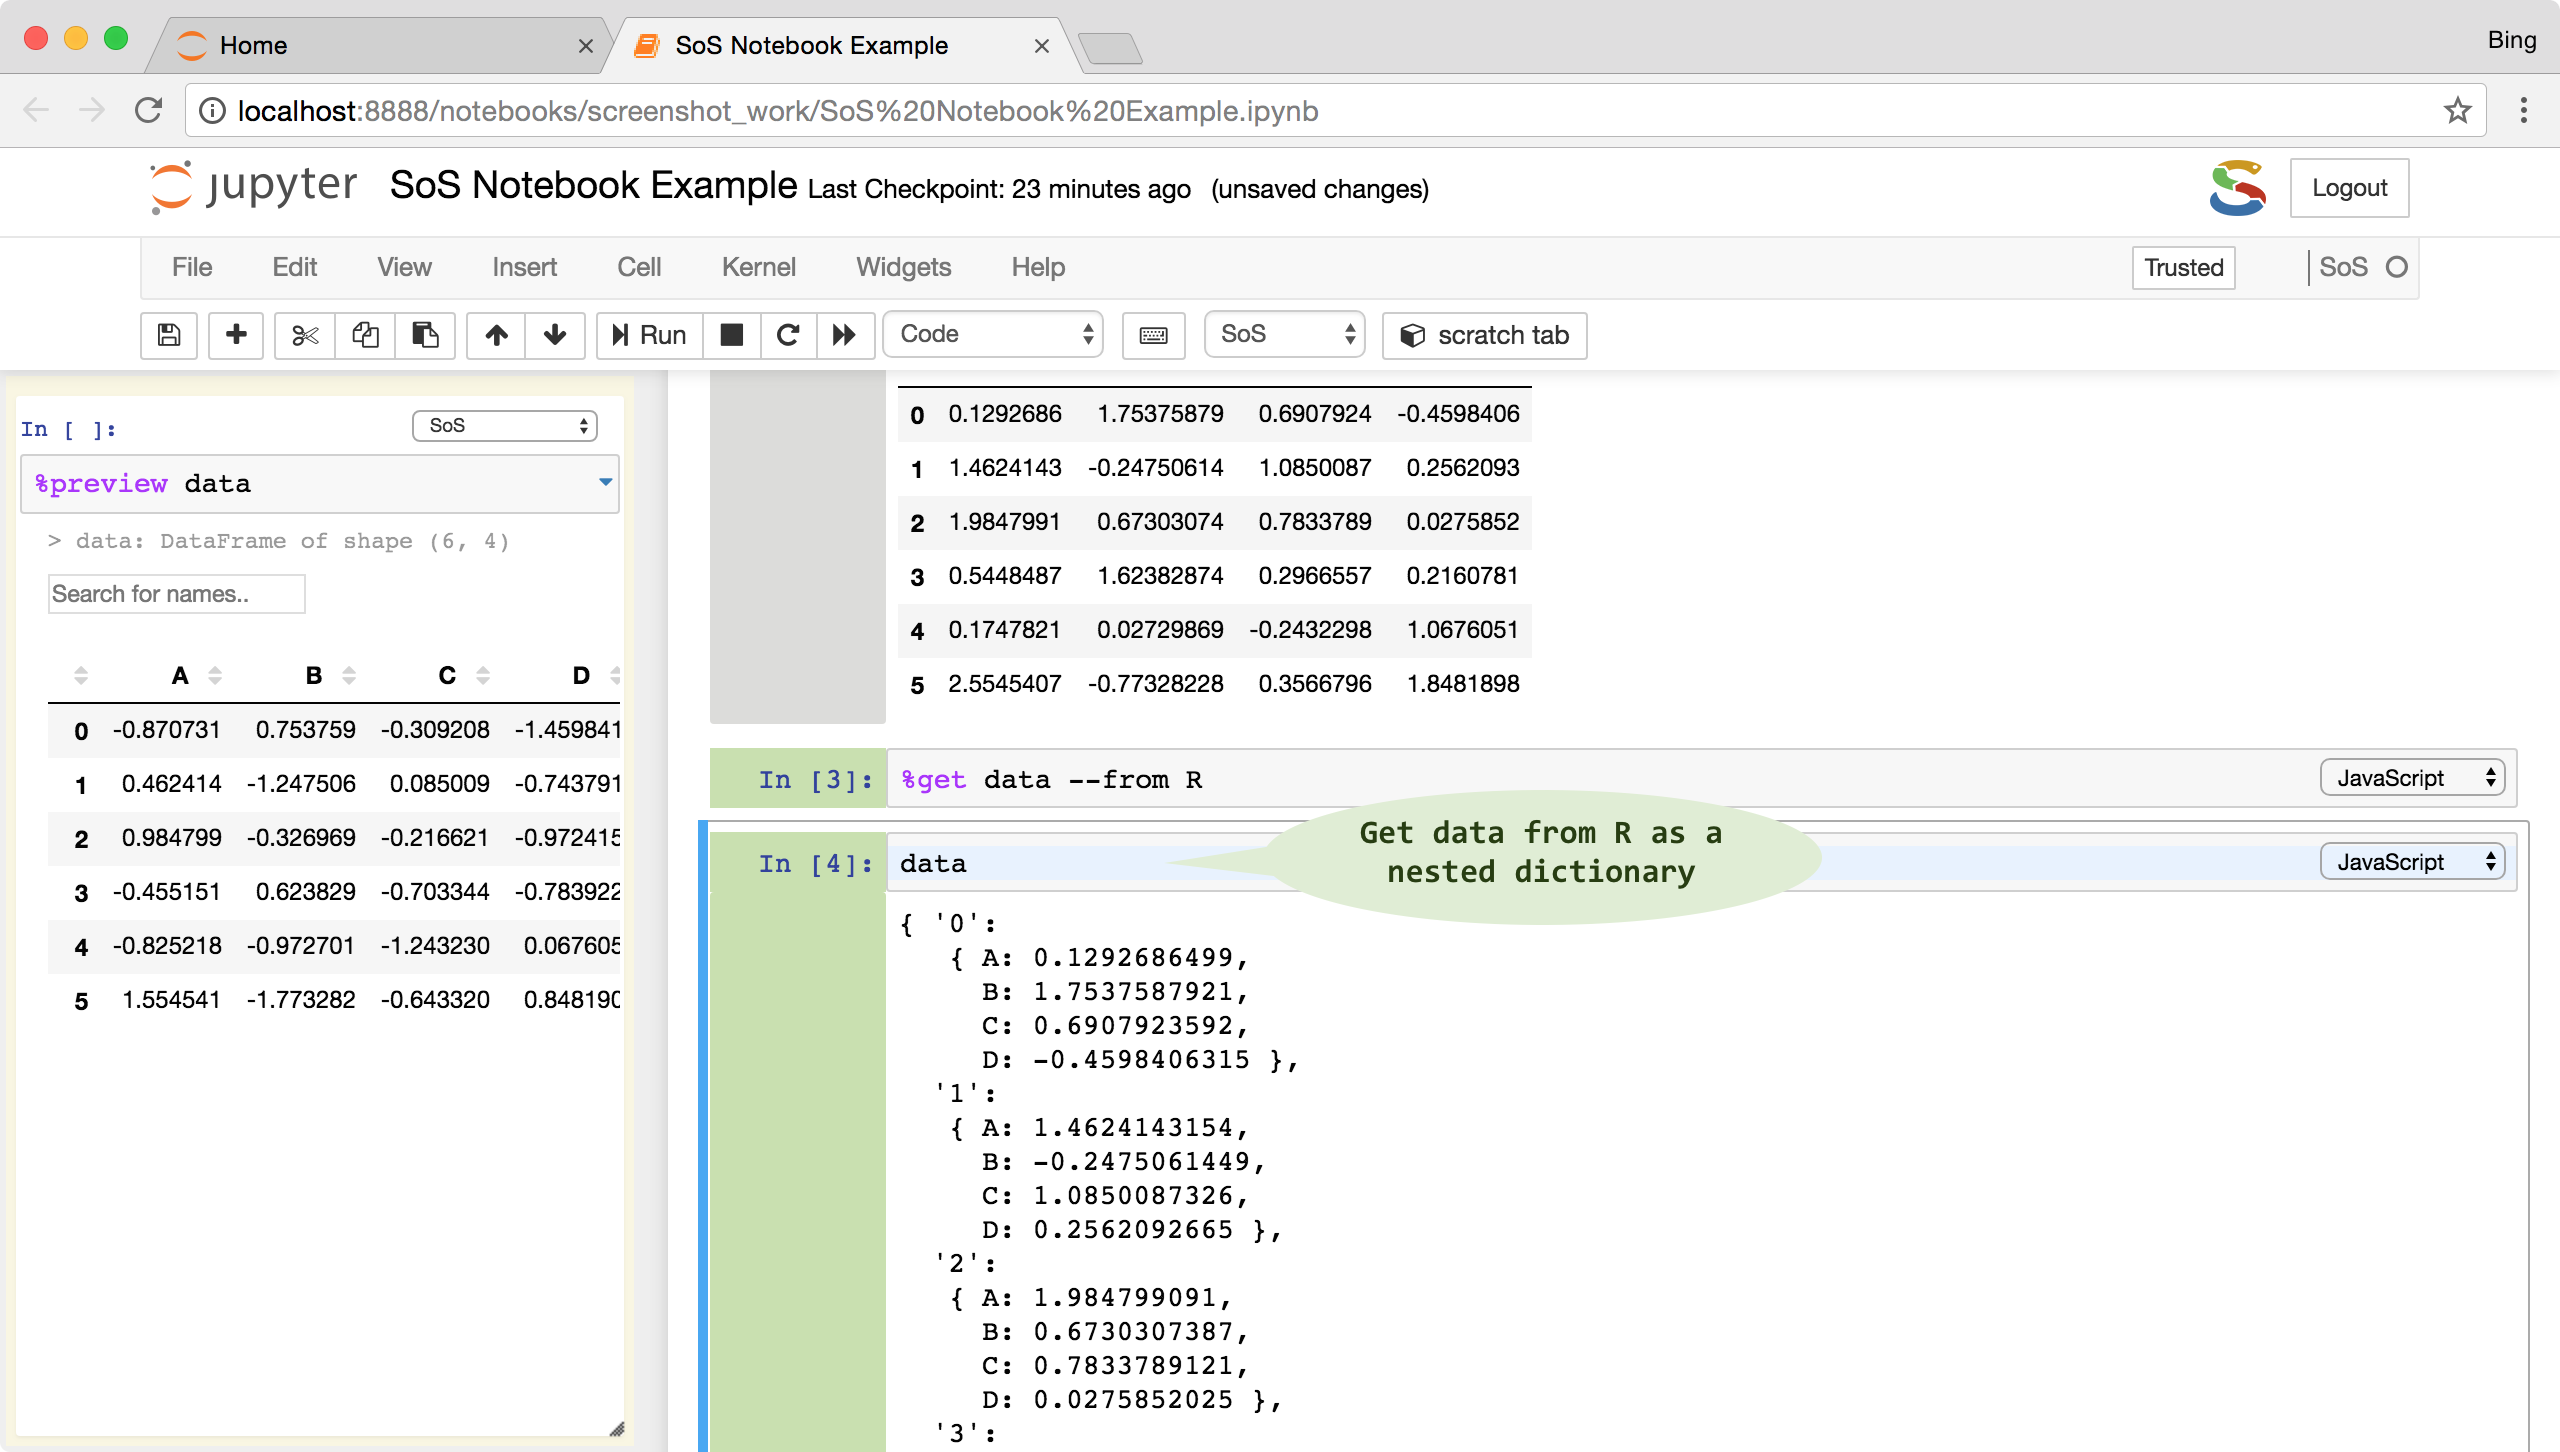 Home
SoS Notebook Example
Bing
localhost:8888/notebooks/screenshot_work/SoS%20Notebook%20Example.ipynb
jupyter SoS Notebook Example Last Checkpoint: 23 minutes ago (unsaved changes)
Logout
File Edit View Insert Cell Kernel Widgets Help
Trusted
SoS
Run
Code
SoS
scratch tab
In [ ]:
SoS
%preview data
> data: DataFrame of shape (6, 4)
Search for names..
A B C D
0 -0.870731 0.753759 -0.309208 -1.459841
1 0.462414 -1.247506 0.085009 -0.743791
2 0.984799 -0.326969 -0.216621 -0.972415
3 -0.455151 0.623829 -0.703344 -0.783922
4 -0.825218 -0.972701 -1.243230 0.067605
5 1.554541 -1.773282 -0.643320 0.848190
0 0.1292686 1.75375879 0.6907924 -0.4598406
1 1.4624143 -0.24750614 1.0850087 0.2562093
2 1.9847991 0.67303074 0.7833789 0.0275852
3 0.5448487 1.62382874 0.2966557 0.2160781
4 0.1747821 0.02729869 -0.2432298 1.0676051
5 2.5545407 -0.77328228 0.3566796 1.8481898
In [3]:
%get data --from R
JavaScript
Get data from R as a
nested dictionary
In [4]:
data
JavaScript
{ '0':
{ A: 0.1292686499,
B: 1.7537587921,
C: 0.6907923592,
D: -0.4598406315 },
'1':
{ A: 1.4624143154,
B: -0.2475061449,
C: 1.0850087326,
D: 0.2562092665 },
'2':
{ A: 1.984799091,
B: 0.6730307387,
C: 0.7833789121,
D: 0.0275852025 },
'3':